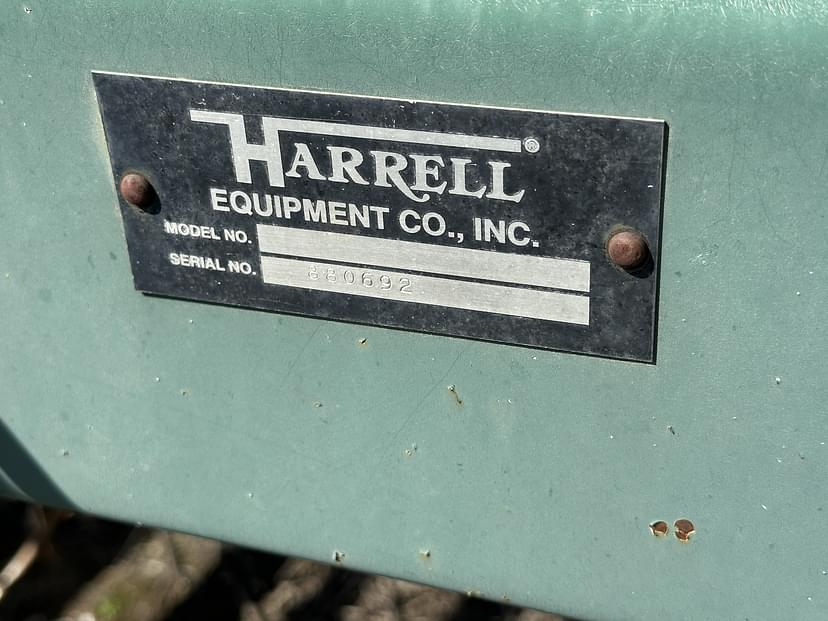 HARRELL®
EQUIPMENT CO., INC.
MODEL NO.
SERIAL NO. 880692